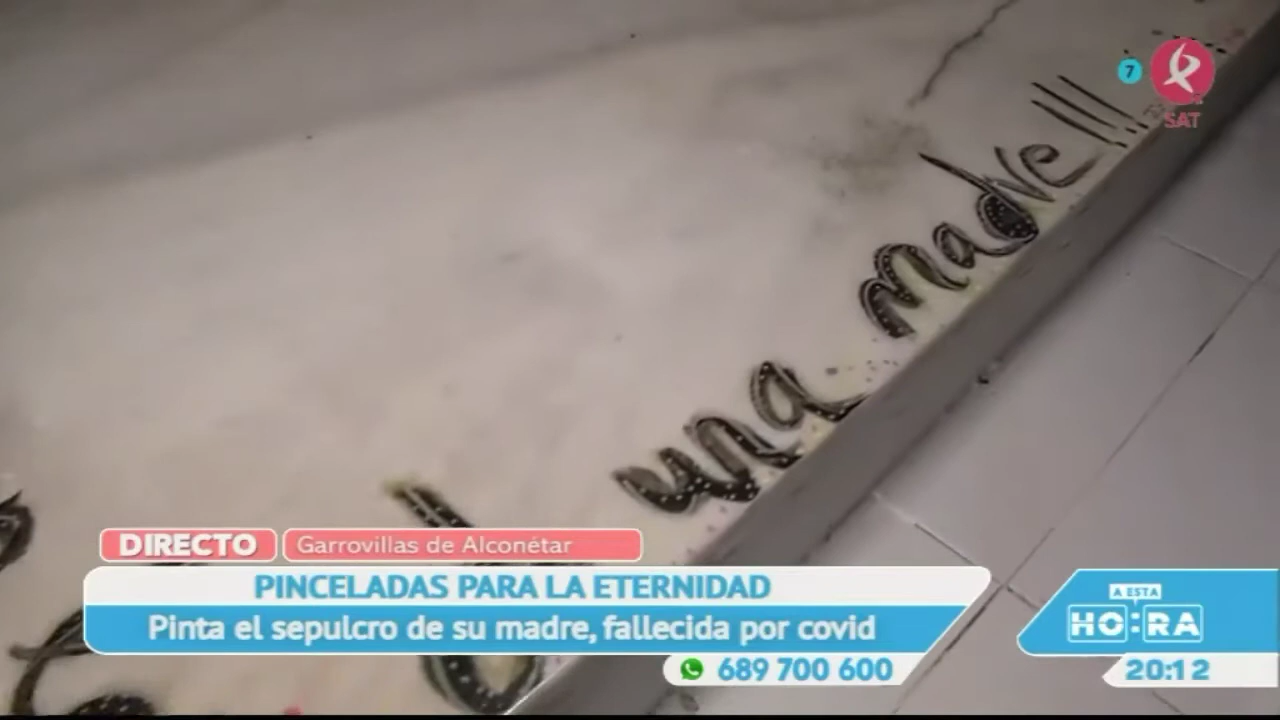 7
SAT
una madre!!!
DIRECTO
Garrovillas de Alconétar
PINCELADAS PARA LA ETERNIDAD
Pinta el sepulcro de su madre, fallecida por covid
689 700 600
A ESTA
HO:RA
20:12